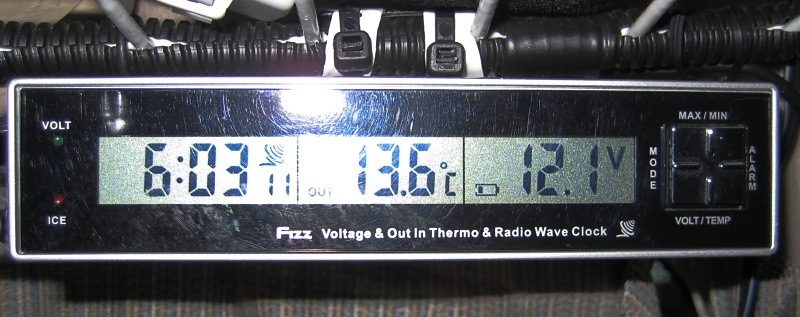 MAX / MIN
VOLT
6:03 11 OUT 13.6°C 12.1V
MODE
ALARM
ICE
VOLT / TEMP
Fizz Voltage & Out In Thermo & Radio Wave Clock